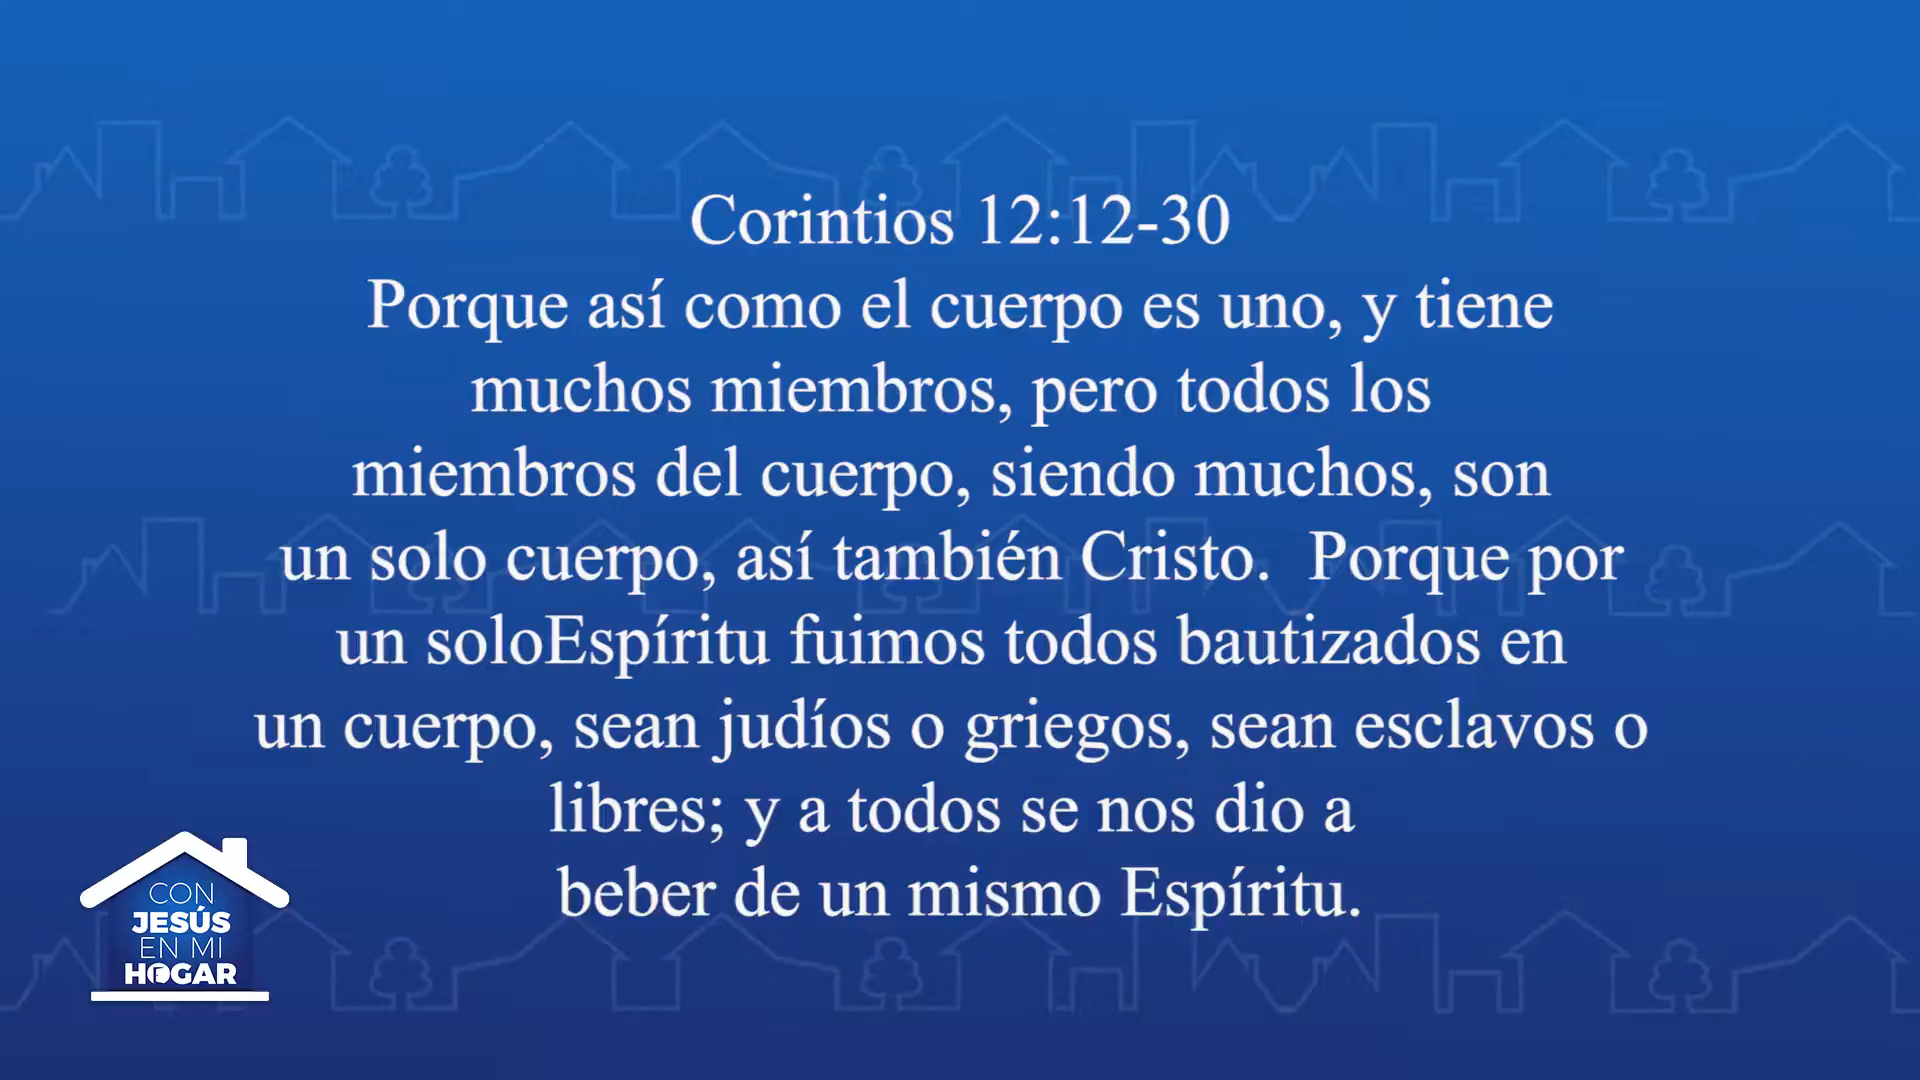 Corintios 12:12-30
Porque así como el cuerpo es uno, y tiene
muchos miembros, pero todos los
miembros del cuerpo, siendo muchos, son
un solo cuerpo, así también Cristo.  Porque por
un soloEspíritu fuimos todos bautizados en
un cuerpo, sean judíos o griegos, sean esclavos o
libres; y a todos se nos dio a
beber de un mismo Espíritu.
CON
JESÚS
EN MI
HOGAR